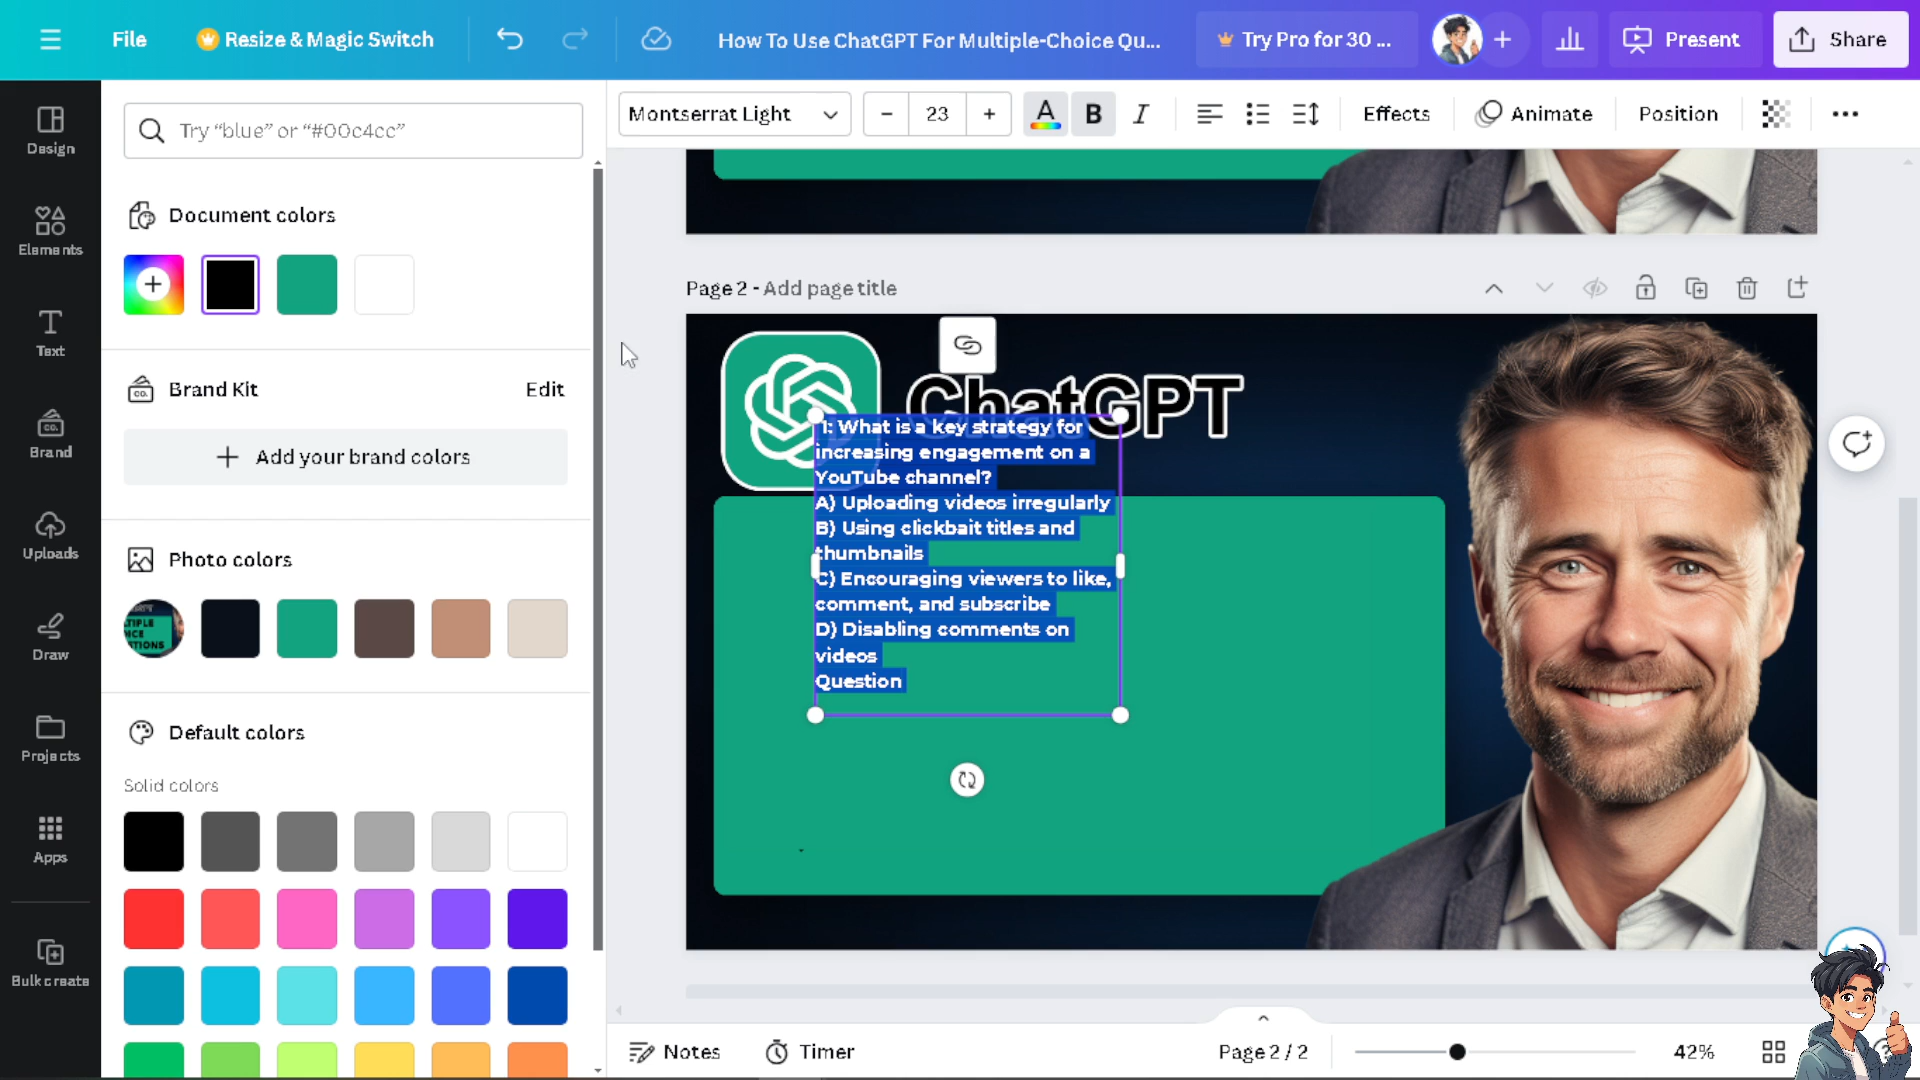 File
Resize & Magic Switch
How To Use ChatGPT For Multiple-Choice Qu...
Try Pro for 30 ...
Present
Share
Design
Elements
Text
Brand
Uploads
Draw
Projects
Apps
Bulk create
Try “blue” or “#00c4cc”
Document colors
Brand Kit
Edit
Add your brand colors
Photo colors
Default colors
Solid colors
Montserrat Light
23
A
B
I
Effects
Animate
Position
Page 2 - Add page title
ChatGPT
1: What is a key strategy for
increasing engagement on a
YouTube channel?
A) Uploading videos irregularly
B) Using clickbait titles and
thumbnails
C) Encouraging viewers to like,
comment, and subscribe
D) Disabling comments on
videos
Question
Notes
Timer
Page 2 / 2
42%